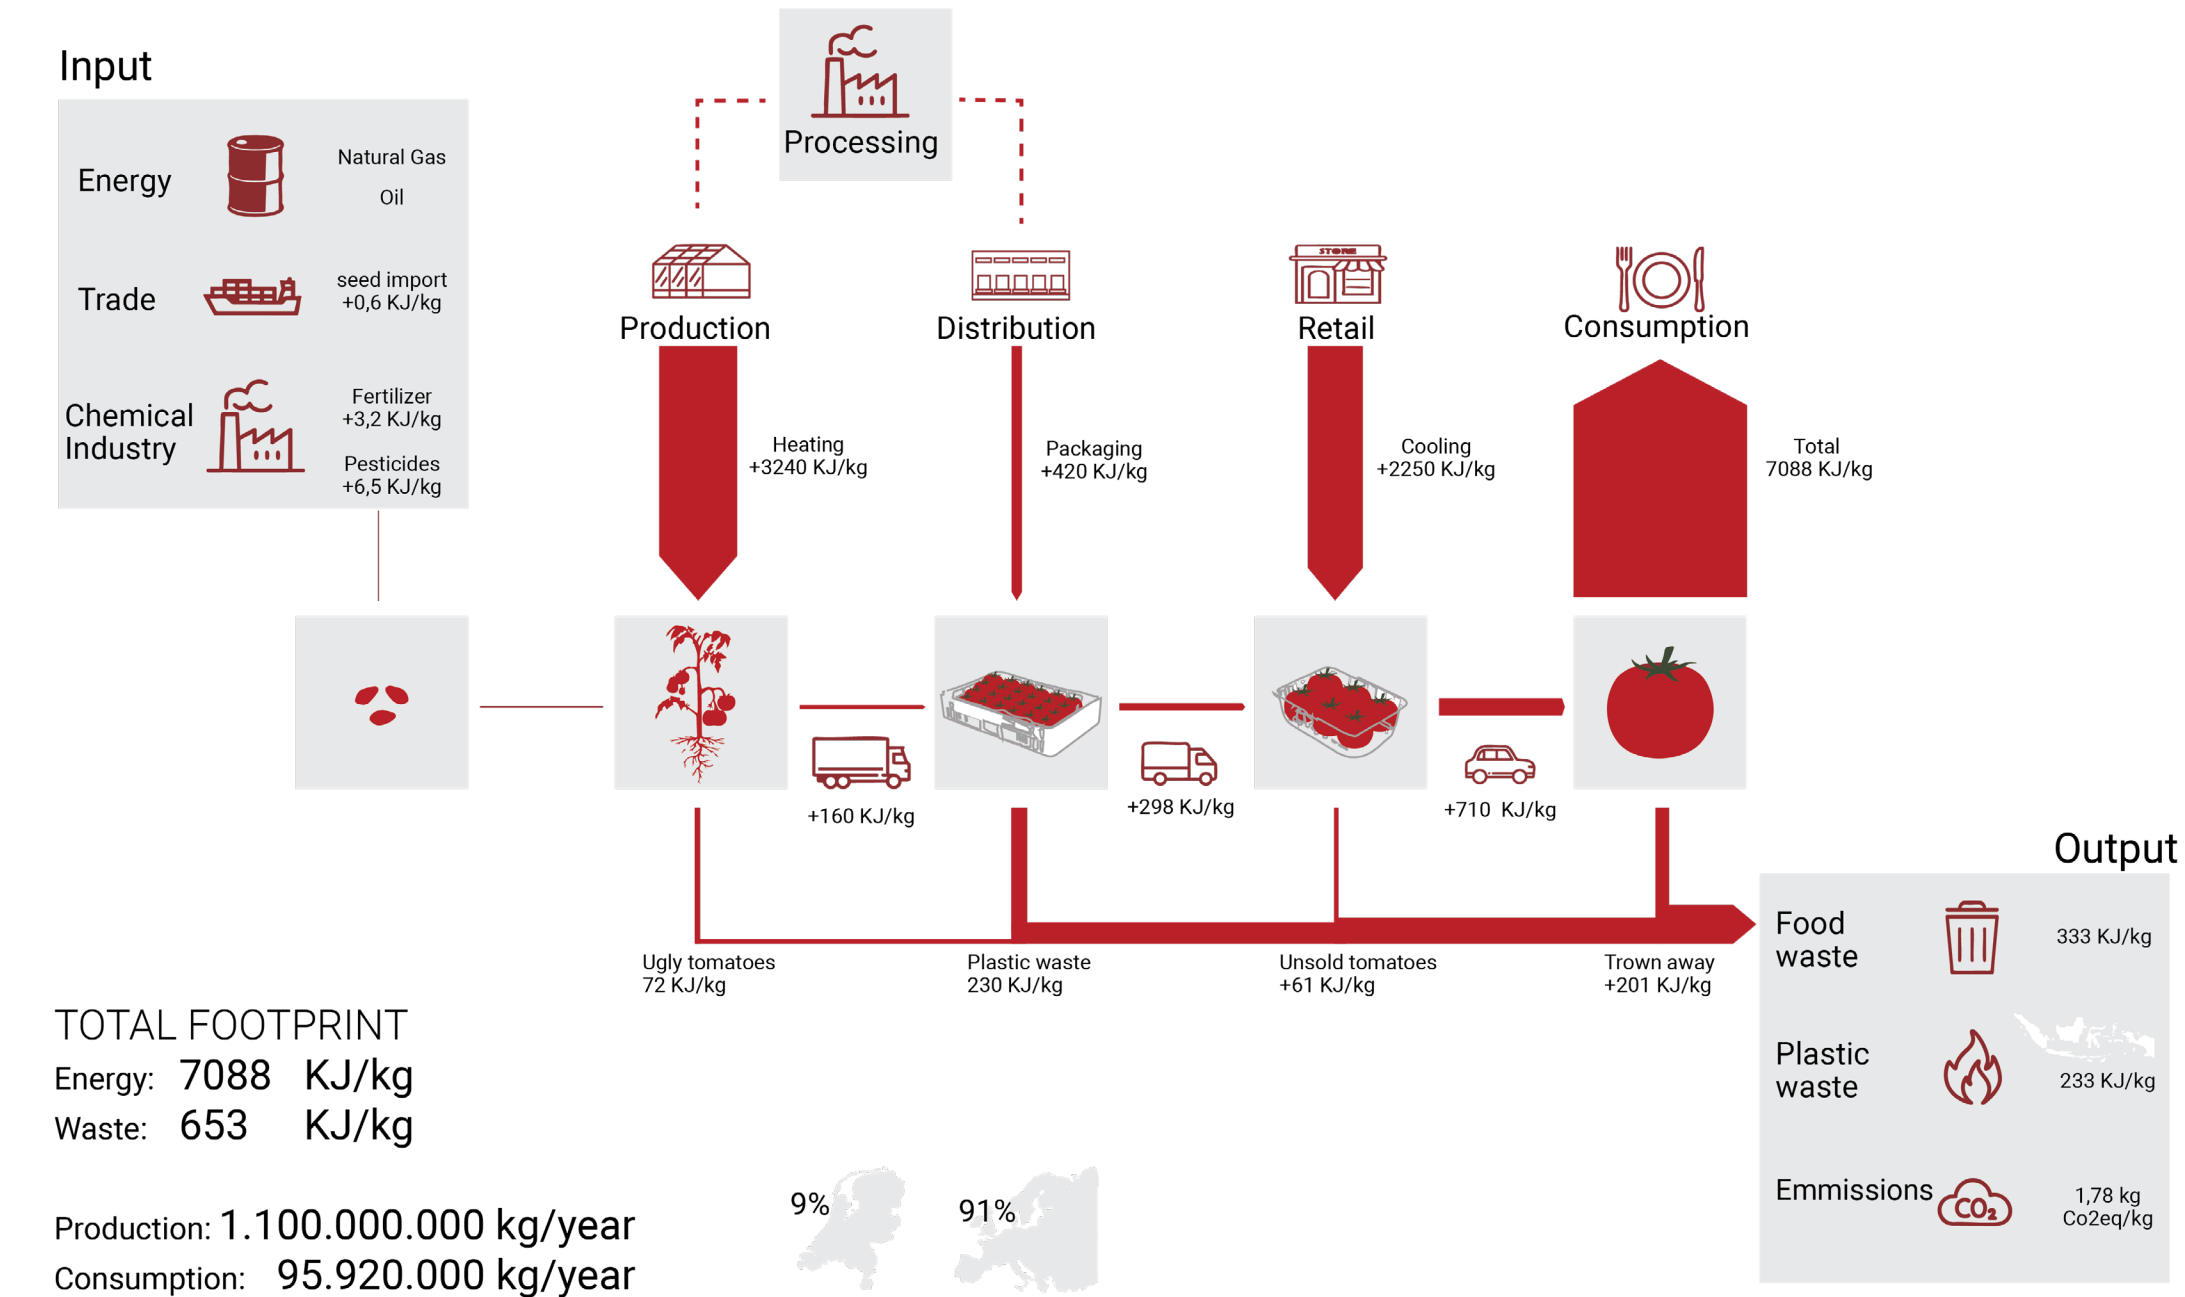 Input
Energy
Natural Gas
Oil
Trade
seed import
+0,6 KJ/kg
Chemical
Industry
Fertilizer
+3,2 KJ/kg
Pesticides
+6,5 KJ/kg
Processing
Production
Distribution
STORE
Retail
Consumption
Heating
+3240 KJ/kg
Packaging
+420 KJ/kg
Cooling
+2250 KJ/kg
Total
7088 KJ/kg
+160 KJ/kg
+298 KJ/kg
+710 KJ/kg
Ugly tomatoes
72 KJ/kg
Plastic waste
230 KJ/kg
Unsold tomatoes
+61 KJ/kg
Trown away
+201 KJ/kg
Output
Food
waste
333 KJ/kg
Plastic
waste
233 KJ/kg
Emmissions
CO2
1,78 kg
Co2eq/kg
TOTAL FOOTPRINT
Energy: 7088 KJ/kg
Waste: 653 KJ/kg
Production: 1.100.000.000 kg/year
Consumption: 95.920.000 kg/year
9%
91%